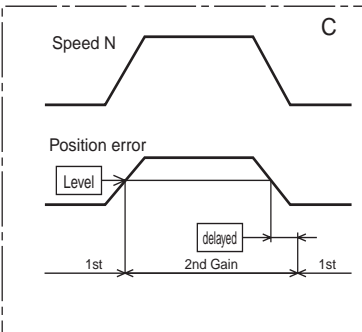 C
Speed N
Position error
Level
delayed
1st 2nd Gain 1st